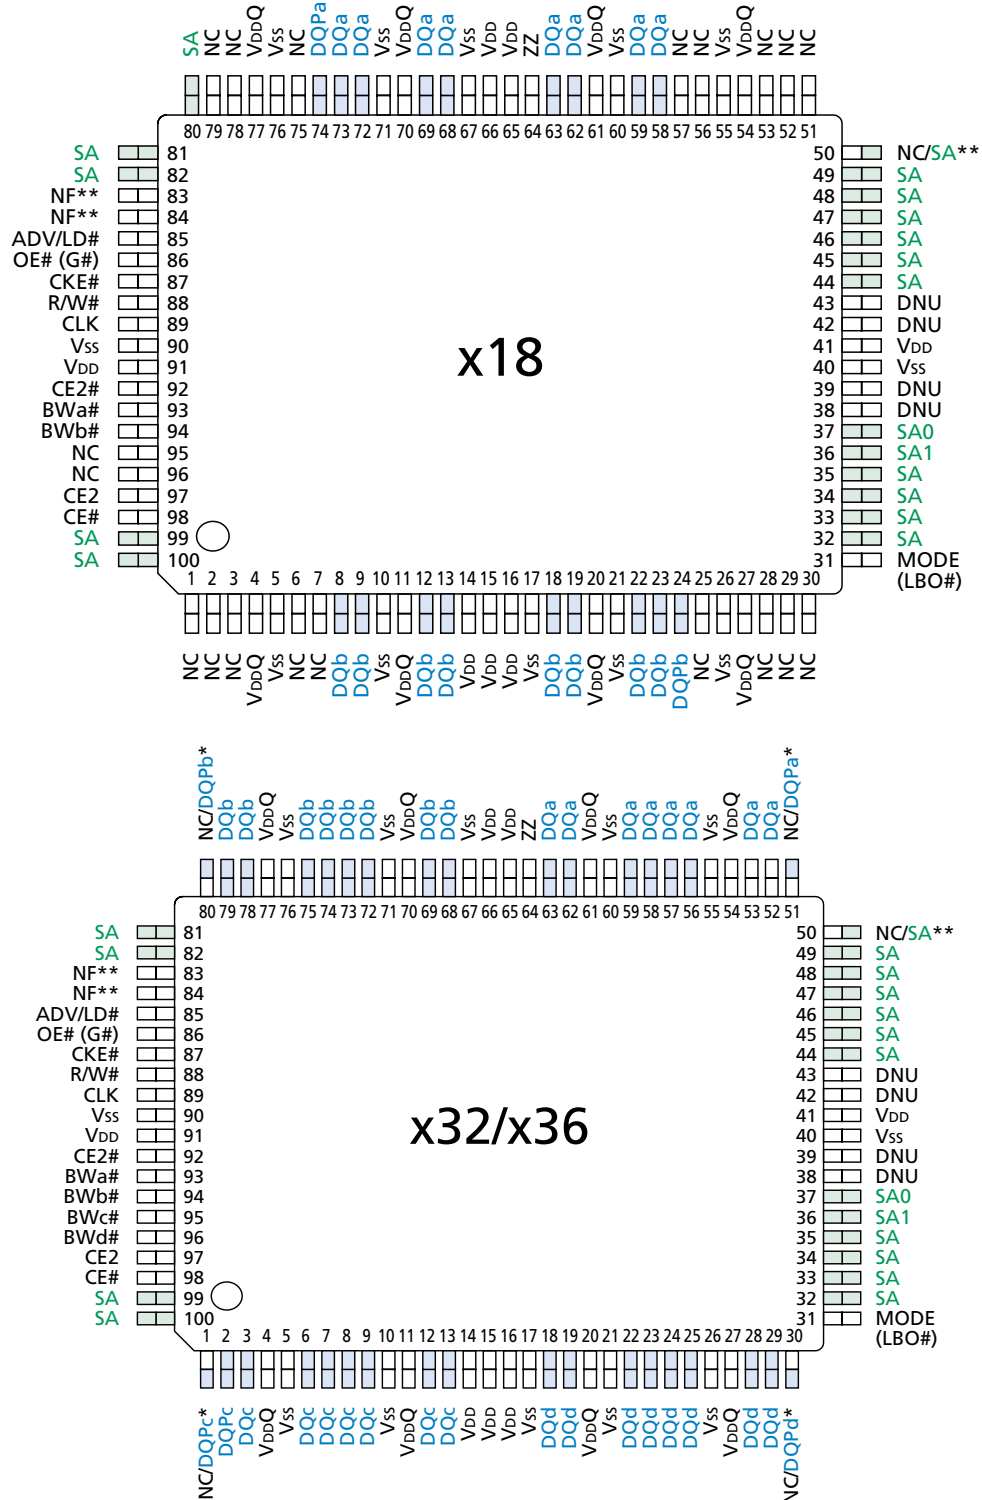 SA NC NC VDDQ VSS NC DQPa DQa DQa VSS VDDQ DQa DQa VSS VDD VDD ZZ DQa DQa VDDQ VSS DQa DQa NC NC VSS VDDQ NC NC NC
80 79 78 77 76 75 74 73 72 71 70 69 68 67 66 65 64 63 62 61 60 59 58 57 56 55 54 53 52 51
SA 81 50 NC/SA**
SA 82 49 SA
NF** 83 48 SA
NF** 84 47 SA
ADV/LD# 85 46 SA
OE# (G#) 86 45 SA
CKE# 87 44 SA
R/W# 88 43 DNU
CLK 89 42 DNU
VSS 90 41 VDD
x18
VDD 91 40 VSS
CE2# 92 39 DNU
BWa# 93 38 DNU
BWb# 94 37 SA0
NC 95 36 SA1
NC 96 35 SA
CE2 97 34 SA
CE# 98 33 SA
SA 99 32 SA
SA 100 31 MODE
(LBO#)
1 2 3 4 5 6 7 8 9 10 11 12 13 14 15 16 17 18 19 20 21 22 23 24 25 26 27 28 29 30
NC NC NC VDDQ VSS NC NC DQb DQb VSS VDDQ DQb DQb VDD VDD VDD VSS DQb DQb VDDQ VSS DQb DQb DQPb NC VSS VDDQ NC NC NC
NC/DQPb* DQb DQb VDDQ VSS DQb DQb DQb DQb VSS VDDQ DQb DQb VSS VDD VDD ZZ DQa DQa VDDQ VSS DQa DQa DQa DQa VSS VDDQ DQa DQa NC/DQPa*
80 79 78 77 76 75 74 73 72 71 70 69 68 67 66 65 64 63 62 61 60 59 58 57 56 55 54 53 52 51
SA 81 50 NC/SA**
SA 82 49 SA
NF** 83 48 SA
NF** 84 47 SA
ADV/LD# 85 46 SA
OE# (G#) 86 45 SA
CKE# 87 44 SA
R/W# 88 43 DNU
CLK 89 42 DNU
VSS 90 41 VDD
x32/x36
VDD 91 40 VSS
CE2# 92 39 DNU
BWa# 93 38 DNU
BWb# 94 37 SA0
BWc# 95 36 SA1
BWd# 96 35 SA
CE2 97 34 SA
CE# 98 33 SA
SA 99 32 SA
SA 100 31 MODE
(LBO#)
1 2 3 4 5 6 7 8 9 10 11 12 13 14 15 16 17 18 19 20 21 22 23 24 25 26 27 28 29 30
NC/DQPc* DQPc DQc VDDQ VSS DQc DQc DQc DQc VSS VDDQ DQc DQc VDD VDD VDD VSS DQd DQd VDDQ VSS DQd DQd DQd DQd VSS VDDQ DQd DQd NC/DQPd*